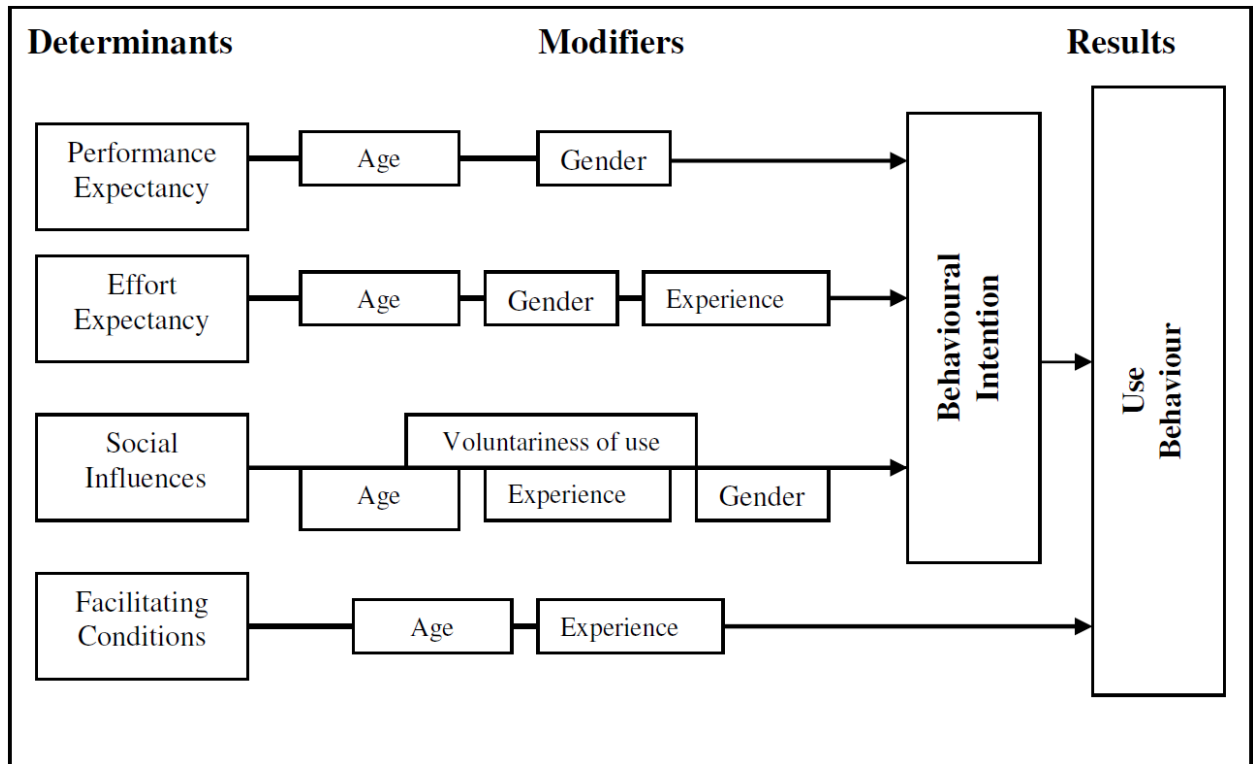 Determinants Modifiers Results
Performance
Expectancy
Age
Gender
Effort
Expectancy
Age
Gender
Experience
Social
Influences
Voluntariness of use
Age
Experience
Gender
Facilitating
Conditions
Age
Experience
Behavioural
Intention
Use
Behaviour